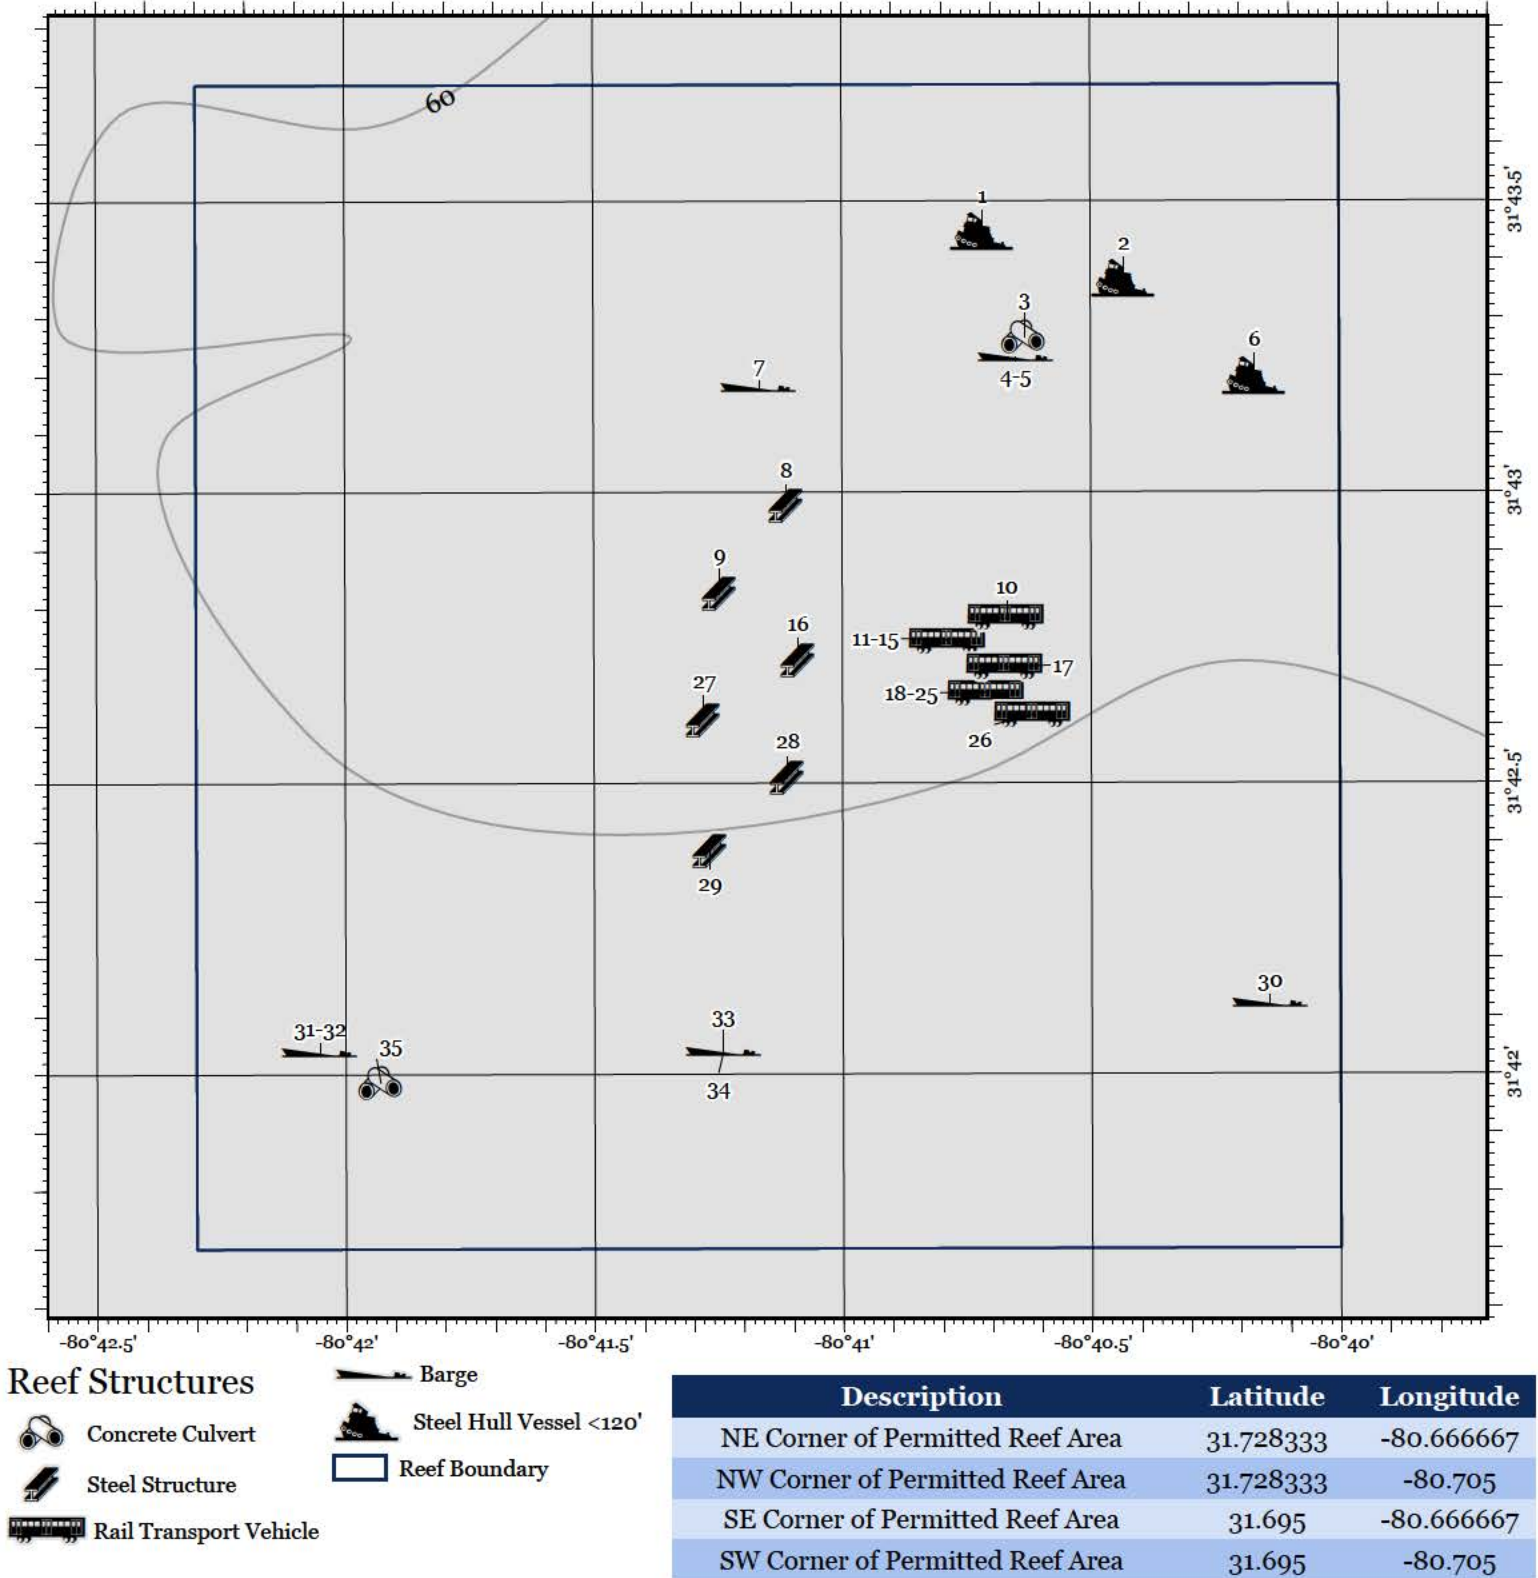 60
1
2
3
4-5
6
7
8
9
10
11-15
16
17
18-25
26
27
28
29
30
31-32
33
34
35
31°43.5'
31°43'
31°42.5'
31°42'
-80°42.5'
-80°42'
-80°41.5'
-80°41'
-80°40.5'
-80°40'
Reef Structures
Concrete Culvert
Steel Structure
Rail Transport Vehicle
Barge
Steel Hull Vessel <120'
Reef Boundary
Description Latitude Longitude
NE Corner of Permitted Reef Area 31.728333 -80.666667
NW Corner of Permitted Reef Area 31.728333 -80.705
SE Corner of Permitted Reef Area 31.695 -80.666667
SW Corner of Permitted Reef Area 31.695 -80.705